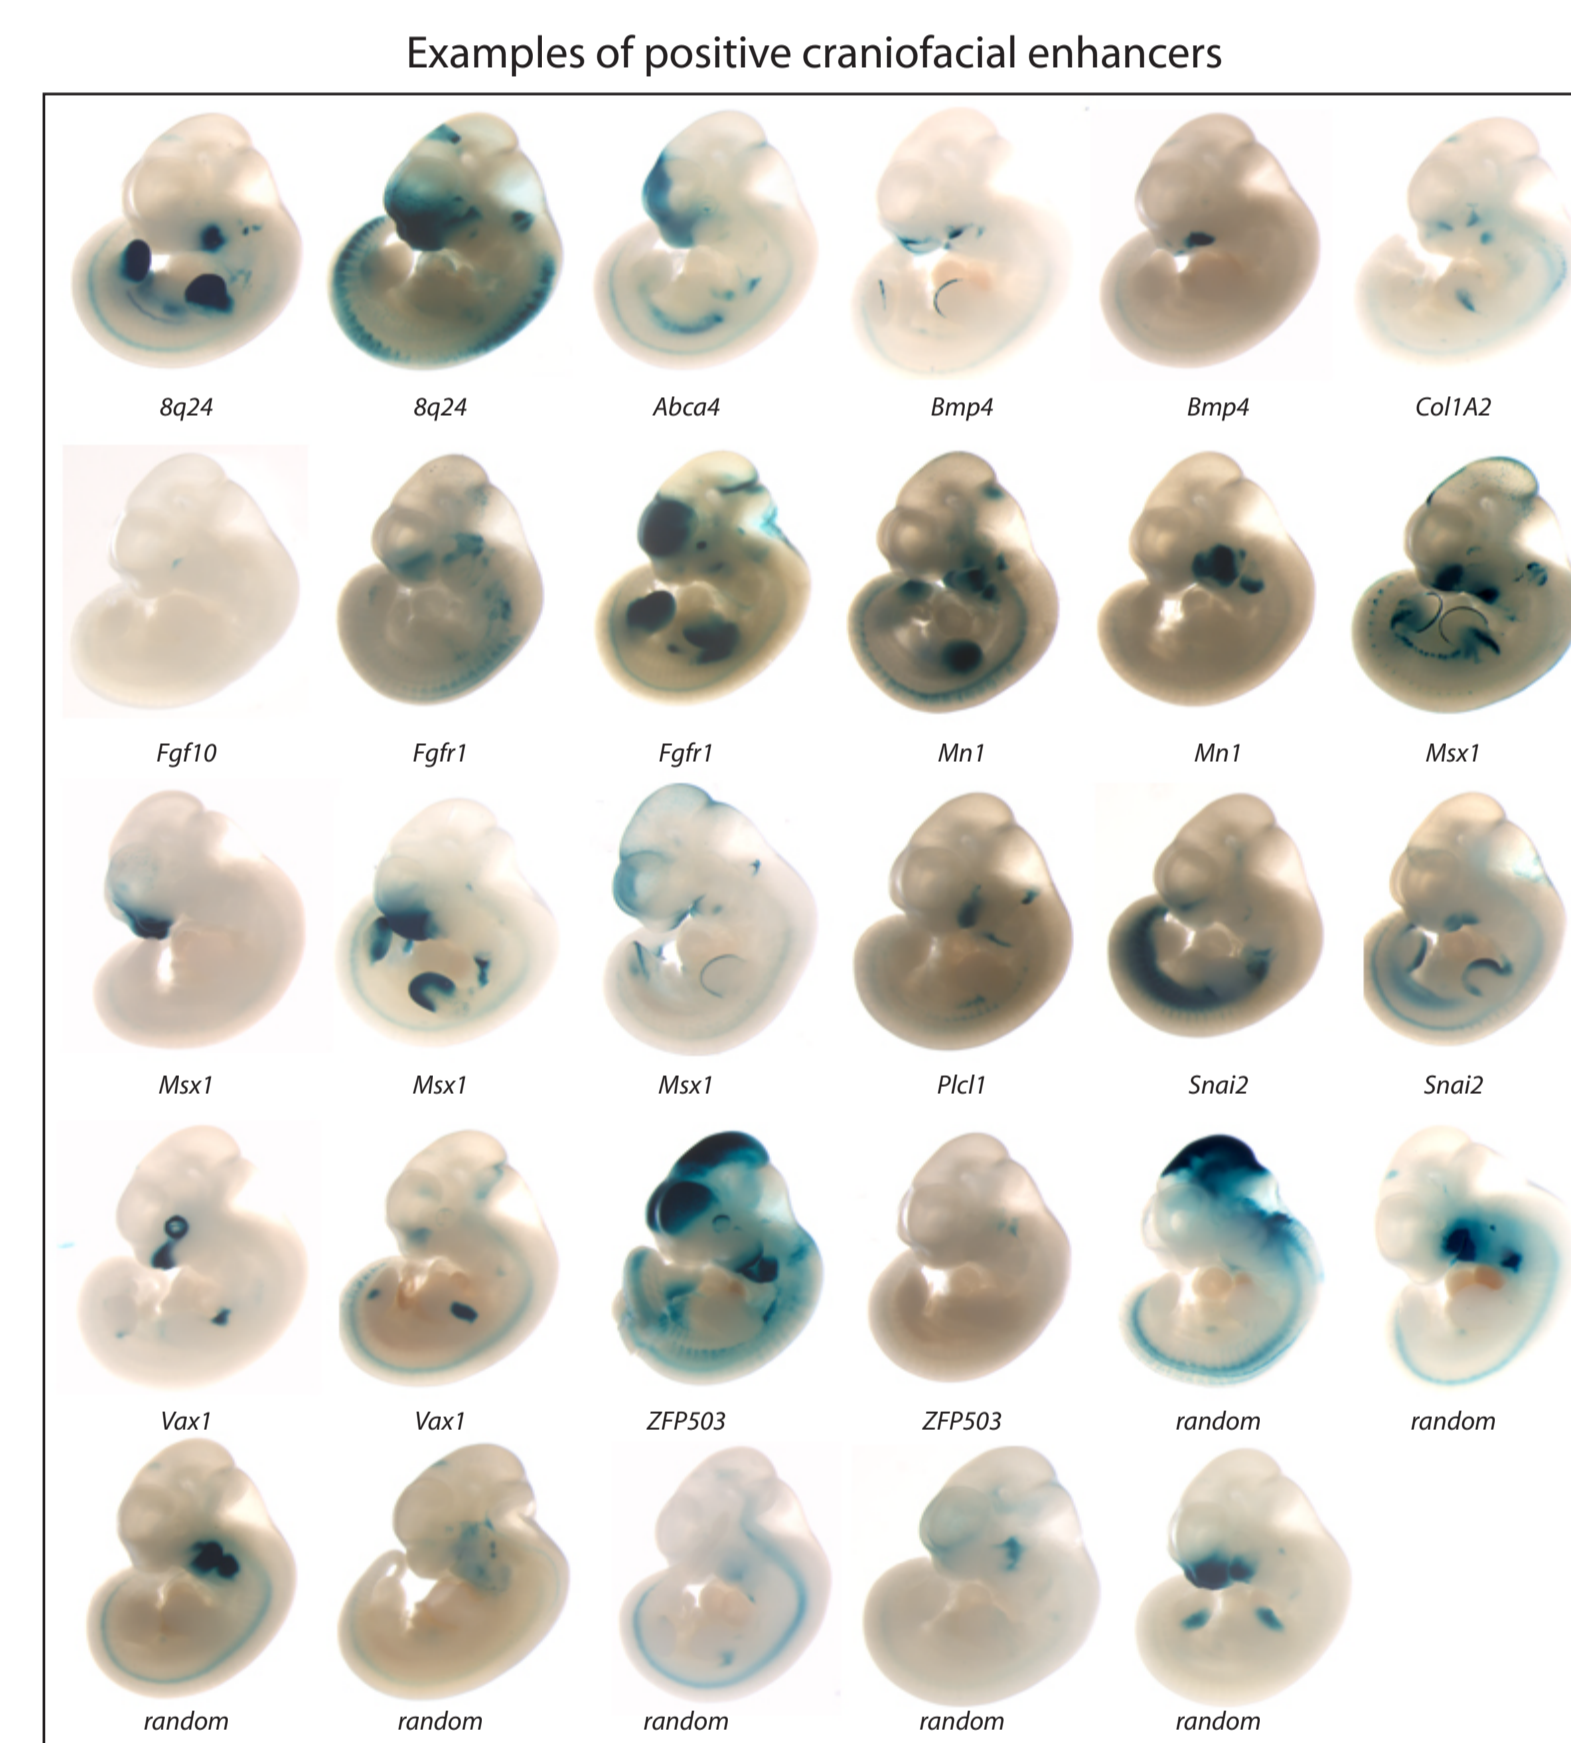 Examples of positive craniofacial enhancers
8q24 8q24 Abca4 Bmp4 Bmp4 Col1A2
Fgf10 Fgfr1 Fgfr1 Mn1 Mn1 Msx1
Msx1 Msx1 Msx1 Plcl1 Snai2 Snai2
Vax1 Vax1 ZFP503 ZFP503 random random
random random random random random